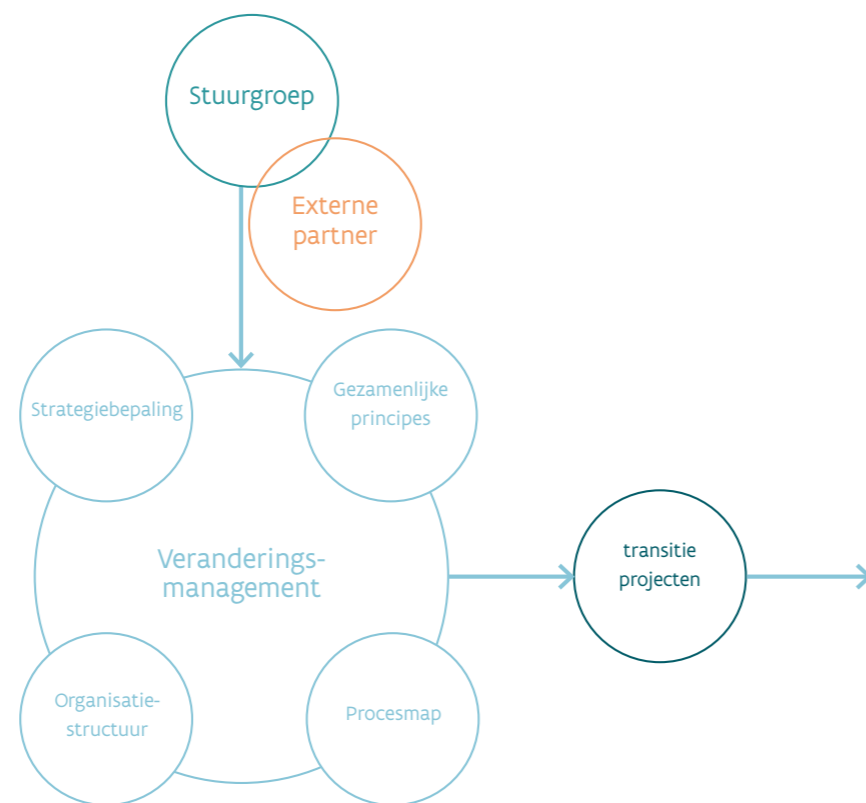 Stuurgroep
Externe
partner
Strategiebepaling
Gezamenlijke
principes
Veranderings-
management
transitie
projecten
Organisatie-
structuur
Procesmap